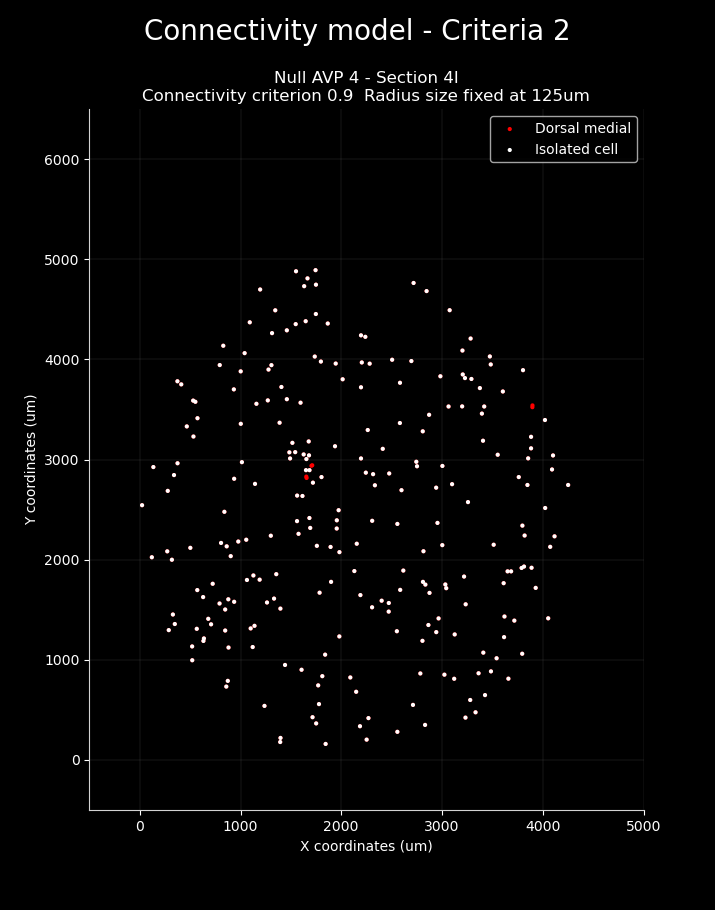 Connectivity model - Criteria 2
Null AVP 4 - Section 4I
Connectivity criterion 0.9  Radius size fixed at 125um
Dorsal medial
Isolated cell
6000
5000
4000
3000
2000
1000
0
Y coordinates (um)
0 1000 2000 3000 4000 5000
X coordinates (um)